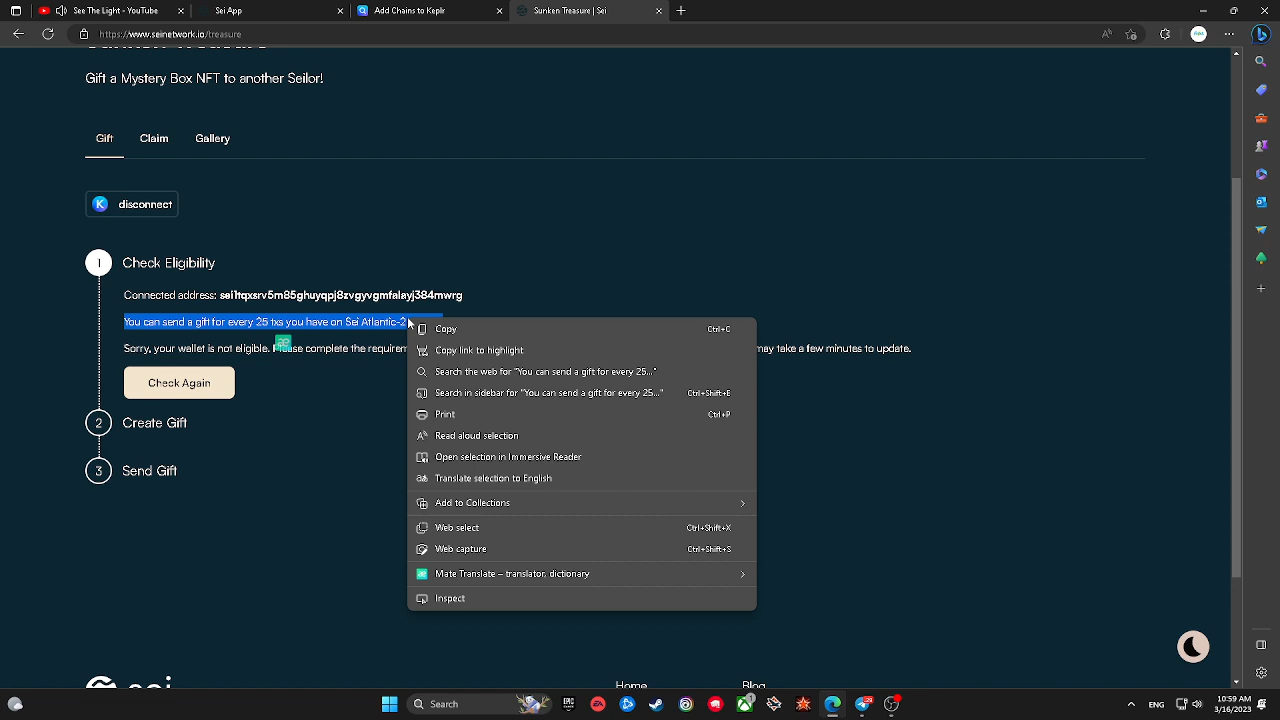 See The Light - YouTube
Sei App
Add Chains to Keplr
Sunken Treasure | Sei
https://www.seinetwork.io/treasure
Gift a Mystery Box NFT to another Seilor!
Gift Claim Gallery
K disconnect
1 Check Eligibility
Connected address: sei1tqxsrv5m85ghuyqpj8zvgyvgmfalayj384mwrg
You can send a gift for every 25 txs you have on Sei Atlantic-2
Sorry, your wallet is not eligible. may take a few minutes to update.
Check Again
2 Create Gift
3 Send Gift
Copy Ctrl+C
Copy link to highlight
Search the web for "You can send a gift for every 25..."
Search in sidebar for "You can send a gift for every 25..." Ctrl+Shift+E
Print Ctrl+P
Read aloud selection
Open selection in Immersive Reader
Translate selection to English
Add to Collections
Web select Ctrl+Shift+X
Web capture Ctrl+Shift+S
Mate Translate – translator, dictionary
Inspect
Home Blog
Search
EPIC GAMES
EA
1
29
ENG
10:59 AM
3/16/2023